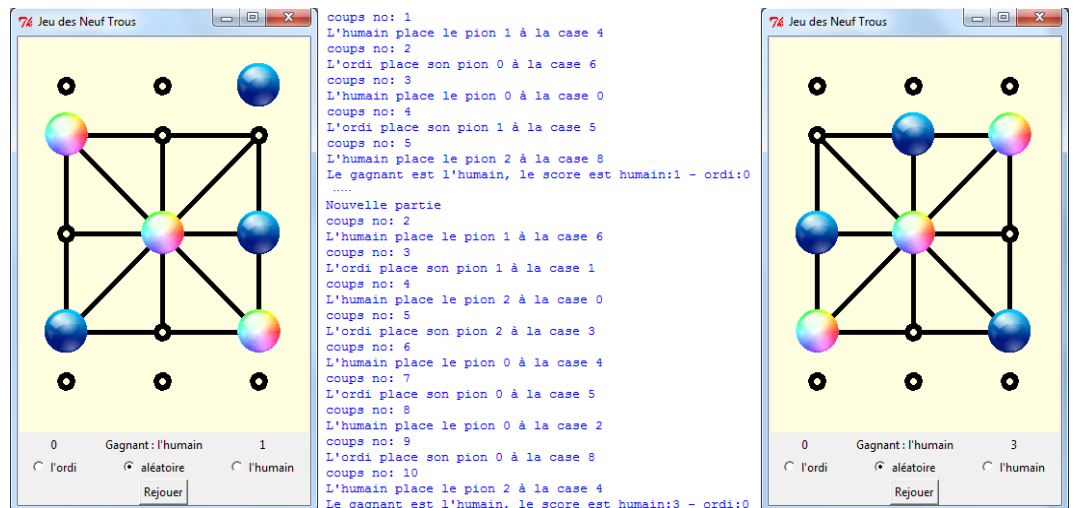 Jeu des Neuf Trous
0 Gagnant : l'humain 1
l'ordi aléatoire l'humain
Rejouer
coups no: 1
L'humain place le pion 1 à la case 4
coups no: 2
L'ordi place son pion 0 à la case 6
coups no: 3
L'humain place le pion 0 à la case 0
coups no: 4
L'ordi place son pion 1 à la case 5
coups no: 5
L'humain place le pion 2 à la case 8
Le gagnant est l'humain, le score est humain:1 - ordi:0
.....
Nouvelle partie
coups no: 2
L'humain place le pion 1 à la case 6
coups no: 3
L'ordi place son pion 1 à la case 1
coups no: 4
L'humain place le pion 2 à la case 0
coups no: 5
L'ordi place son pion 2 à la case 3
coups no: 6
L'humain place le pion 0 à la case 4
coups no: 7
L'ordi place son pion 0 à la case 5
coups no: 8
L'humain place le pion 0 à la case 2
coups no: 9
L'ordi place son pion 0 à la case 8
coups no: 10
L'humain place le pion 2 à la case 4
Le gagnant est l'humain, le score est humain:3 - ordi:0
Jeu des Neuf Trous
0 Gagnant : l'humain 3
l'ordi aléatoire l'humain
Rejouer